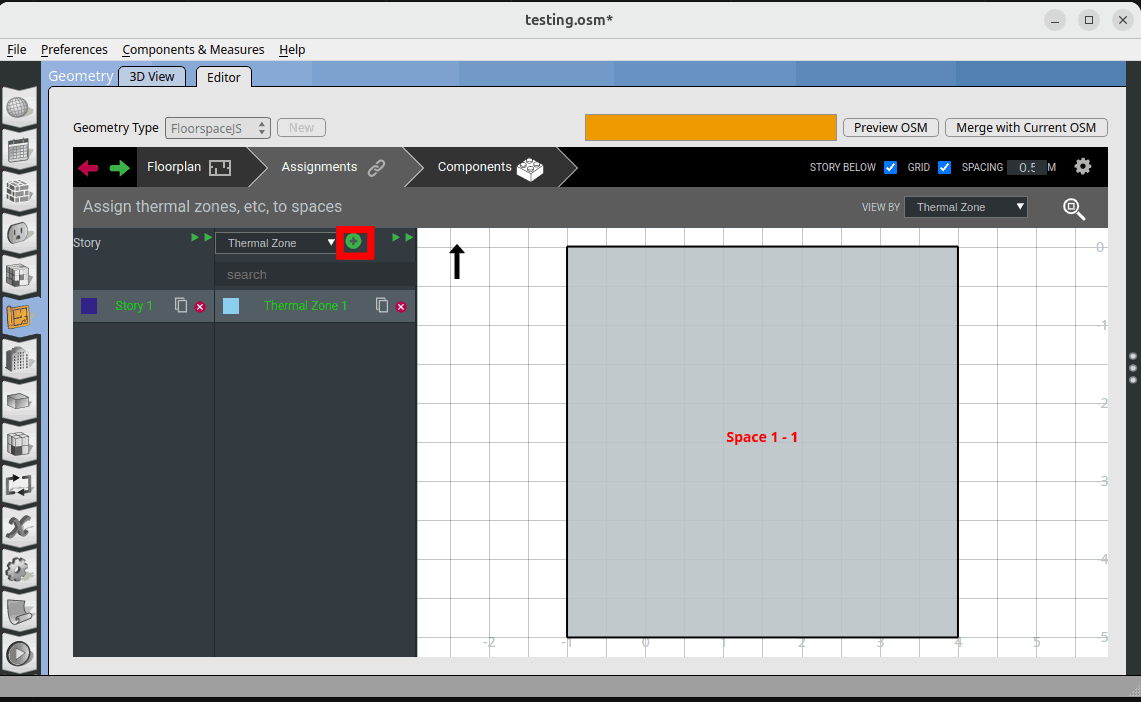 testing.osm*
File Preferences Components & Measures Help
Geometry 3D View Editor
Geometry Type FloorspaceJS New Preview OSM Merge with Current OSM
Floorplan Assignments Components STORY BELOW GRID SPACING 0.5 M
Assign thermal zones, etc, to spaces VIEW BY Thermal Zone
Story Thermal Zone
search
Story 1 Thermal Zone 1
0
-1
-2
-3
-4
-5
Space 1 - 1
-2 -1 0 1 2 3 4 5